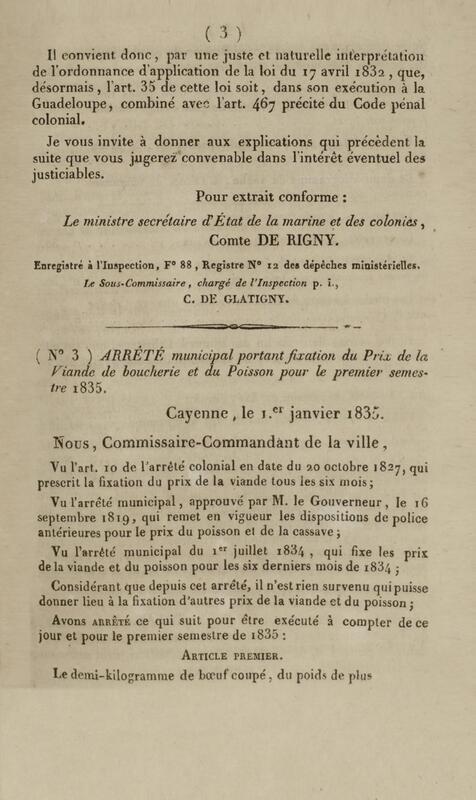 ( 3 )
Il convient donc, par une juste et naturelle interprétation
de l'ordonnance d'application de la loi du 17 avril 1832, que,
désormais, l'art. 35 de cette loi soit, dans son exécution à la
Guadeloupe, combiné avec l'art. 467 précité du Code pénal
colonial.
Je vous invite à donner aux explications qui précèdent la
suite que vous jugerez convenable dans l'intérêt éventuel des
justiciables.
Pour extrait conforme :
Le ministre secrétaire d'État de la marine et des colonies,
Comte DE RIGNY.
Enregistré à l'Inspection, F° 88, Registre N° 12 des dépêches ministérielles.
Le Sous-Commissaire, chargé de l'Inspection p. i.,
C. DE GLATIGNY.
( N° 3 ) ARRÊTÉ municipal portant fixation du Prix de la
Viande de boucherie et du Poisson pour le premier semes-
tre 1835.
Cayenne, le 1.er janvier 1835.
Nous, Commissaire-Commandant de la ville,
Vu l'art. 10 de l'arrêté colonial en date du 20 octobre 1827, qui
prescrit la fixation du prix de la viande tous les six mois;
Vu l'arrêté municipal, approuvé par M. le Gouverneur, le 16
septembre 1819, qui remet en vigueur les dispositions de police
antérieures pour le prix du poisson et de la cassave;
Vu l'arrêté municipal du 1er juillet 1834, qui fixe les prix
de la viande et du poisson pour les six derniers mois de 1834;
Considérant que depuis cet arrêté, il n'est rien survenu qui puisse
donner lieu à la fixation d'autres prix de la viande et du poisson;
Avons ARRÊTÉ ce qui suit pour être exécuté à compter de ce
jour et pour le premier semestre de 1835 :
ARTICLE PREMIER.
Le demi-kilogramme de bœuf coupé, du poids de plus